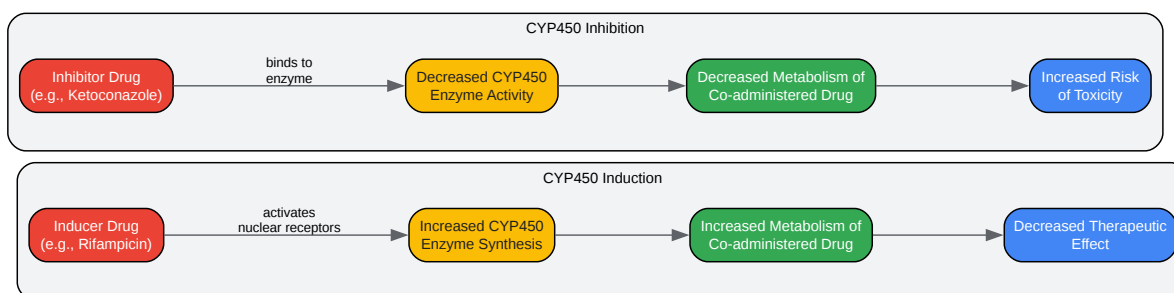 CYP450 Inhibition
Inhibitor Drug
(e.g., Ketoconazole)
binds to
enzyme
Decreased CYP450
Enzyme Activity
Decreased Metabolism of
Co-administered Drug
Increased Risk
of Toxicity
CYP450 Induction
Inducer Drug
(e.g., Rifampicin)
activates
nuclear receptors
Increased CYP450
Enzyme Synthesis
Increased Metabolism of
Co-administered Drug
Decreased Therapeutic
Effect